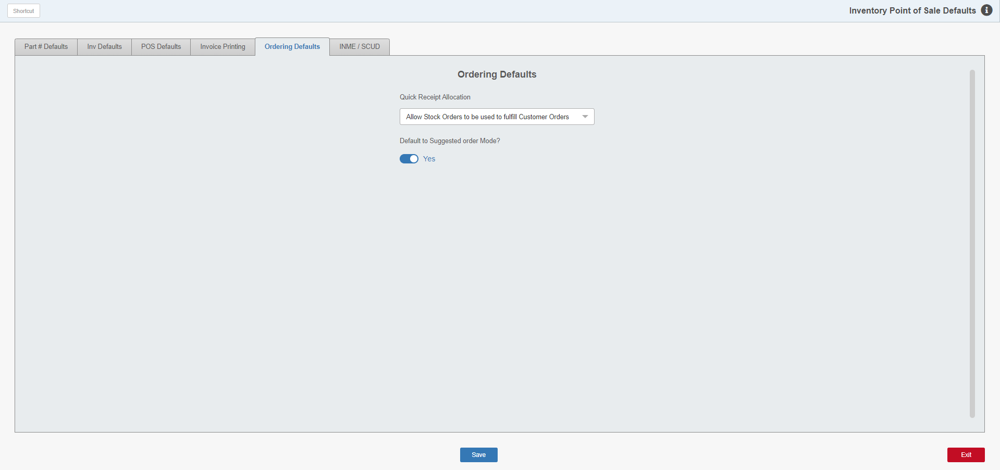 Shortcut
Inventory Point of Sale Defaults
Part # Defaults
Inv Defaults
POS Defaults
Invoice Printing
Ordering Defaults
INME / SCUD
Ordering Defaults
Quick Receipt Allocation
Allow Stock Orders to be used to fulfill Customer Orders
Default to Suggested order Mode?
Yes
Save
Exit